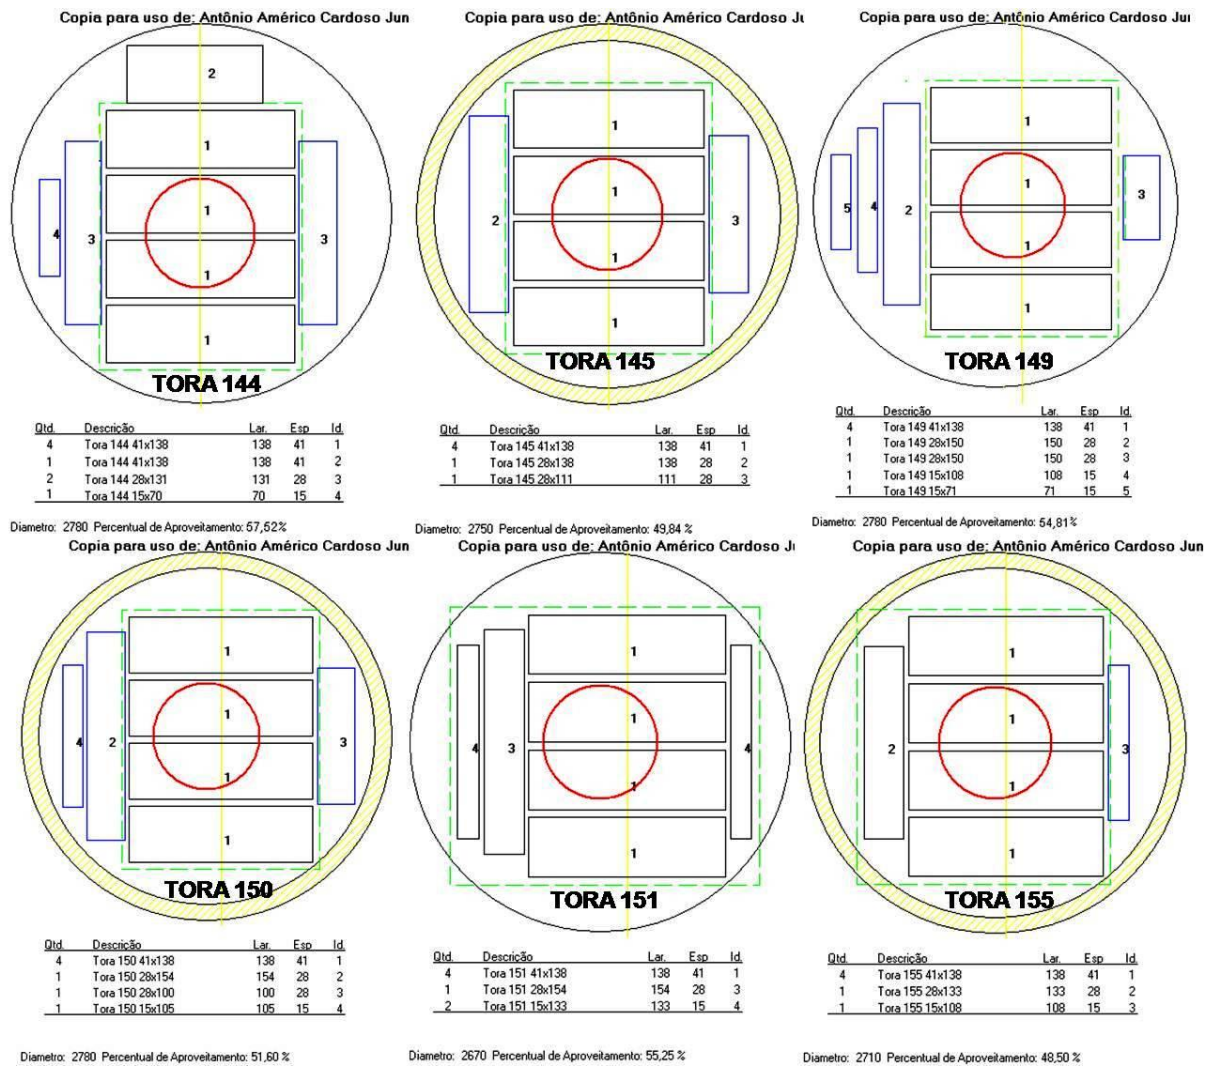 Copia para uso de: Antônio Américo Cardoso Jun
2
1
1
4 3 3
1
1
TORA 144
Qtd. Descrição Lar. Esp Id.
4 Tora 144 41x138 138 41 1
1 Tora 144 41x138 138 41 2
2 Tora 144 28x131 131 28 3
1 Tora 144 15x70 70 15 4
Diametro: 2780 Percentual de Aproveitamento: 57,52%
Copia para uso de: Antônio Américo Cardoso Ju
1
1
2 3
1
1
TORA 145
Qtd. Descrição Lar. Esp Id.
4 Tora 145 41x138 138 41 1
1 Tora 145 28x138 138 28 2
1 Tora 145 28x111 111 28 3
Diametro: 2750 Percentual de Aproveitamento: 49,84 %
Copia para uso de: Antônio Américo Cardoso Ju
1
1
5 4 2 3
1
1
TORA 149
Qtd. Descrição Lar. Esp Id.
4 Tora 149 41x138 138 41 1
1 Tora 149 28x150 150 28 2
1 Tora 149 28x150 150 28 3
1 Tora 149 15x108 108 15 4
1 Tora 149 15x71 71 15 5
Diametro: 2780 Percentual de Aproveitamento: 54,81 %
Copia para uso de: Antônio Américo Cardoso Jun
1
1
4 2 3
1
1
TORA 150
Qtd. Descrição Lar. Esp Id.
4 Tora 150 41x138 138 41 1
1 Tora 150 28x154 154 28 2
1 Tora 150 28x100 100 28 3
1 Tora 150 15x105 105 15 4
Diametro: 2780 Percentual de Aproveitamento: 51,60 %
Copia para uso de: Antônio Américo Cardoso Ju
1
1
4 3 4
1
1
TORA 151
Qtd. Descrição Lar. Esp Id.
4 Tora 151 41x138 138 41 1
1 Tora 151 28x154 154 28 3
2 Tora 151 15x133 133 15 4
Diametro: 2670 Percentual de Aproveitamento: 55,25 %
Copia para uso de: Antônio Américo Cardoso Jun
1
1
2 3
1
1
TORA 155
Qtd. Descrição Lar. Esp Id.
4 Tora 155 41x138 138 41 1
1 Tora 155 28x133 133 28 2
1 Tora 155 15x108 108 15 3
Diametro: 2710 Percentual de Aproveitamento: 48,50 %